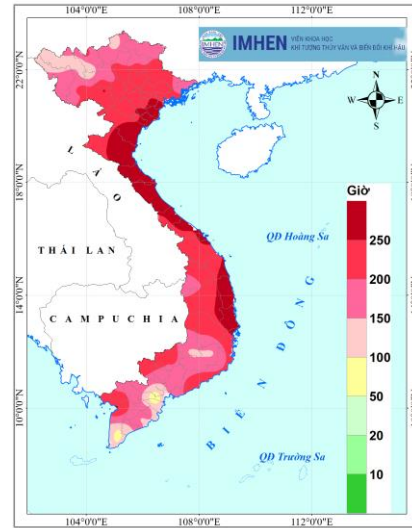 104°0'0"E 108°0'0"E 112°0'0"E
IMHEN VIỆN KHOA HỌC
KHÍ TƯỢNG THỦY VĂN VÀ BIẾN ĐỔI KHÍ HẬU
22°0'0"N
N
W E
S
LÀO
18°0'0"N
Giờ
QĐ Hoàng Sa
250
THÁI LAN
200
14°0'0"N
150
CAMPUCHIA
100
BIỂN ĐÔNG
50
10°0'0"N
20
QĐ Trường Sa
10
104°0'0"E 108°0'0"E 112°0'0"E